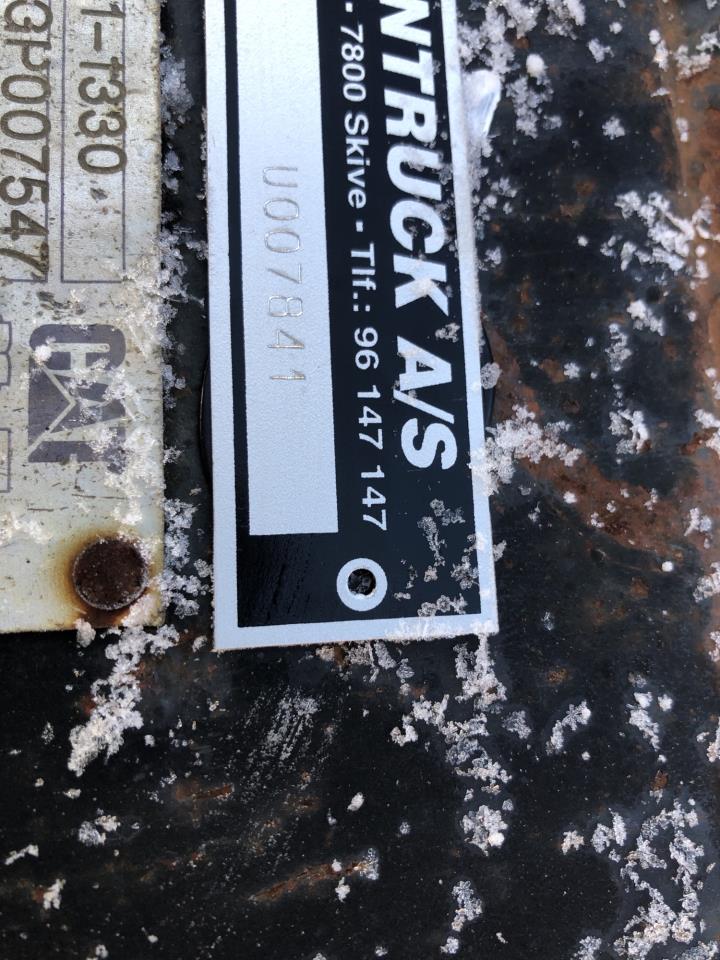 NTRUCK A/S
· 7800 Skive · Tlf.: 96 147 147
U007841
1-T330
GP007547
CAT